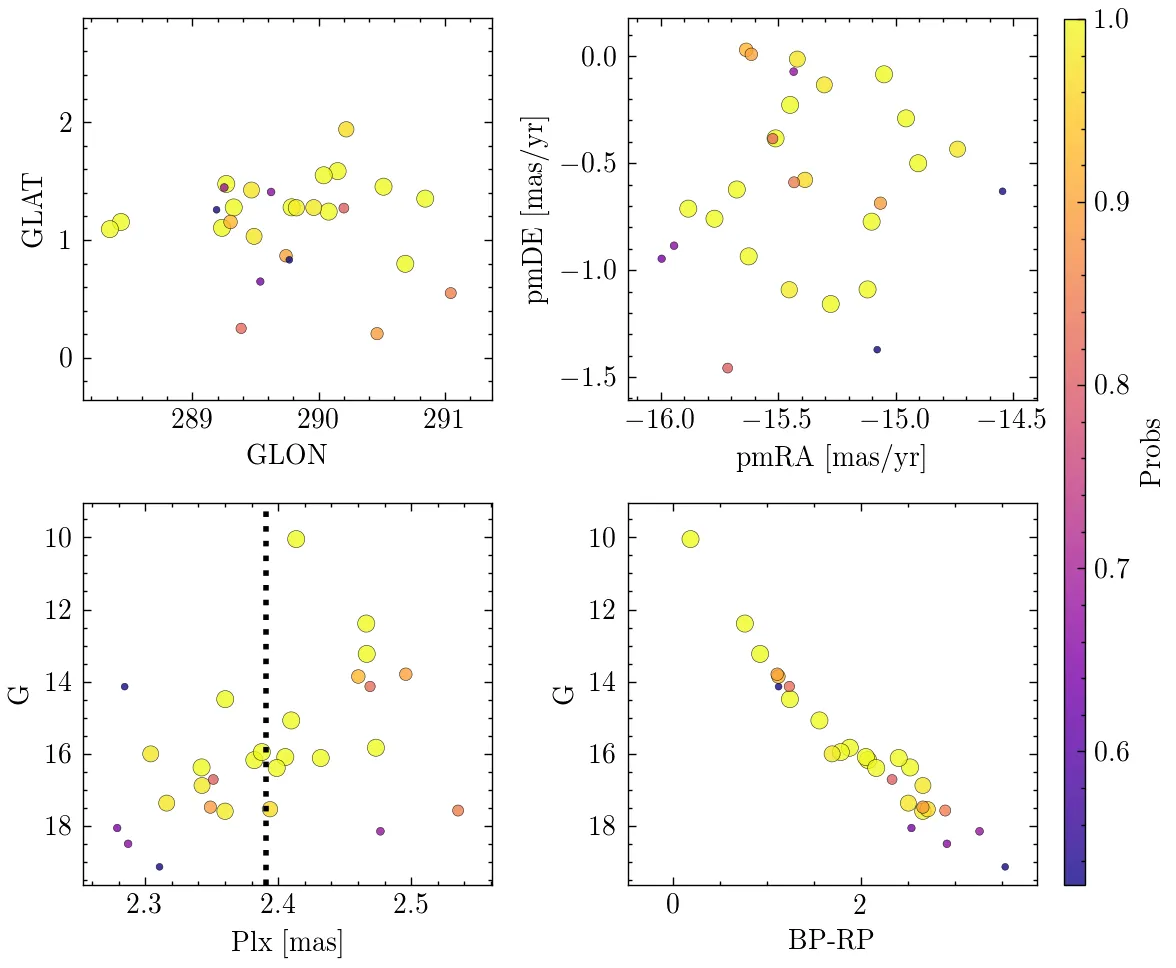 2
1
0
GLAT
289 290 291
GLON
0.0
−0.5
−1.0
−1.5
pmDE [mas/yr]
−16.0 −15.5 −15.0 −14.5
pmRA [mas/yr]
10
12
14
16
18
G
2.3 2.4 2.5
Plx [mas]
10
12
14
16
18
G
0 2
BP-RP
1.0
0.9
0.8
0.7
0.6
Probs